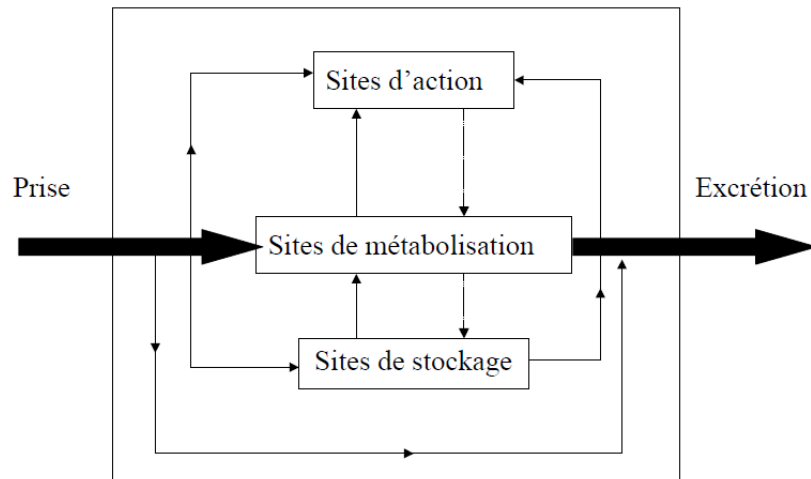 Sites d’action
Prise
Excrétion
Sites de métabolisation
Sites de stockage